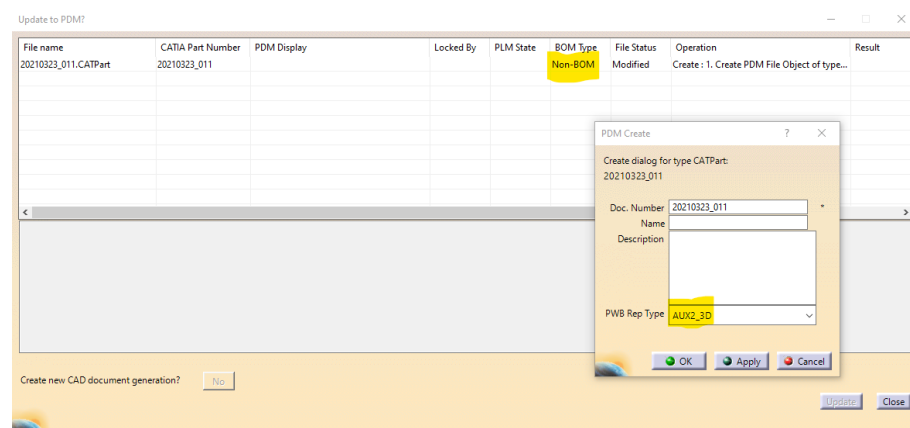 Update to PDM?
File name CATIA Part Number PDM Display Locked By PLM State BOM Type File Status Operation Result
20210323_011.CATPart 20210323_011 Non-BOM Modified Create : 1. Create PDM File Object of type...
PDM Create ?
Create dialog for type CATPart:
20210323_011
Doc. Number 20210323_011 *
Name
Description
PWB Rep Type AUX2_3D
OK Apply Cancel
Create new CAD document generation? No
Update Close